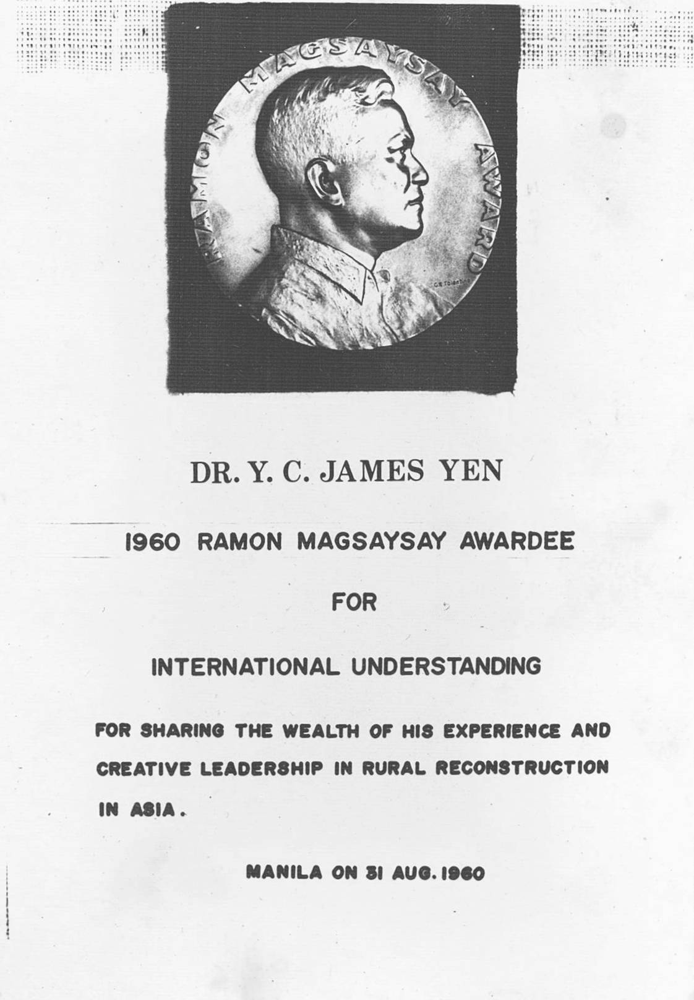 RAMON MAGSAYSAY AWARD
DR. Y. C. JAMES YEN
1960 RAMON MAGSAYSAY AWARDEE
FOR
INTERNATIONAL UNDERSTANDING
FOR SHARING THE WEALTH OF HIS EXPERIENCE AND
CREATIVE LEADERSHIP IN RURAL RECONSTRUCTION
IN ASIA.
MANILA ON 31 AUG. 1960